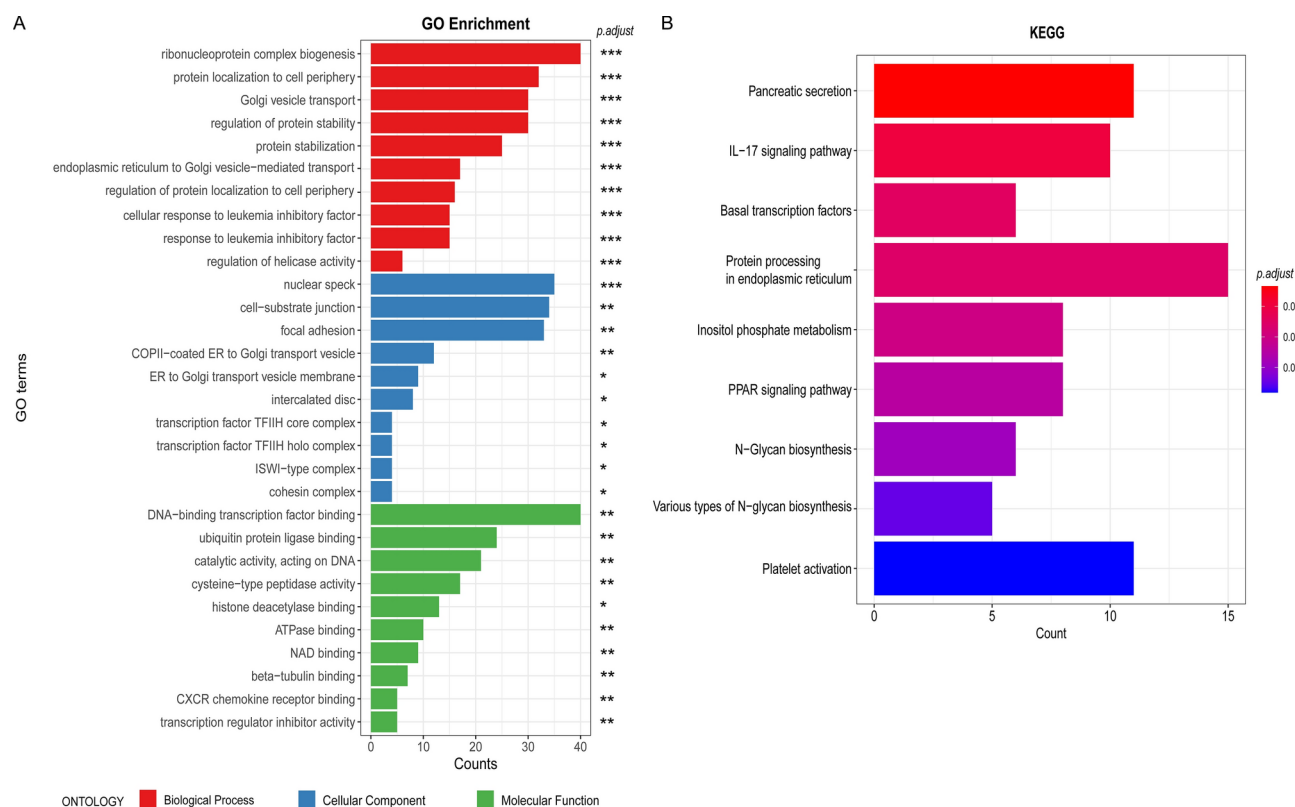 A
GO Enrichment
p.adjust
ribonucleoprotein complex biogenesis ***
protein localization to cell periphery ***
Golgi vesicle transport ***
regulation of protein stability ***
protein stabilization ***
endoplasmic reticulum to Golgi vesicle−mediated transport ***
regulation of protein localization to cell periphery ***
cellular response to leukemia inhibitory factor ***
response to leukemia inhibitory factor ***
regulation of helicase activity ***
nuclear speck ***
cell−substrate junction **
focal adhesion **
COPII−coated ER to Golgi transport vesicle **
ER to Golgi transport vesicle membrane *
intercalated disc *
transcription factor TFIIH core complex *
transcription factor TFIIH holo complex *
ISWI−type complex *
cohesin complex *
DNA−binding transcription factor binding **
ubiquitin protein ligase binding **
catalytic activity, acting on DNA **
cysteine−type peptidase activity **
histone deacetylase binding *
ATPase binding **
NAD binding **
beta−tubulin binding **
CXCR chemokine receptor binding **
transcription regulator inhibitor activity **
GO terms
0 10 20 30 40
Counts
ONTOLOGY Biological Process Cellular Component Molecular Function
B
KEGG
Pancreatic secretion
IL−17 signaling pathway
Basal transcription factors
Protein processing
in endoplasmic reticulum
Inositol phosphate metabolism
PPAR signaling pathway
N−Glycan biosynthesis
Various types of N−glycan biosynthesis
Platelet activation
0 5 10 15
Count
p.adjust
0.0
0.0
0.0